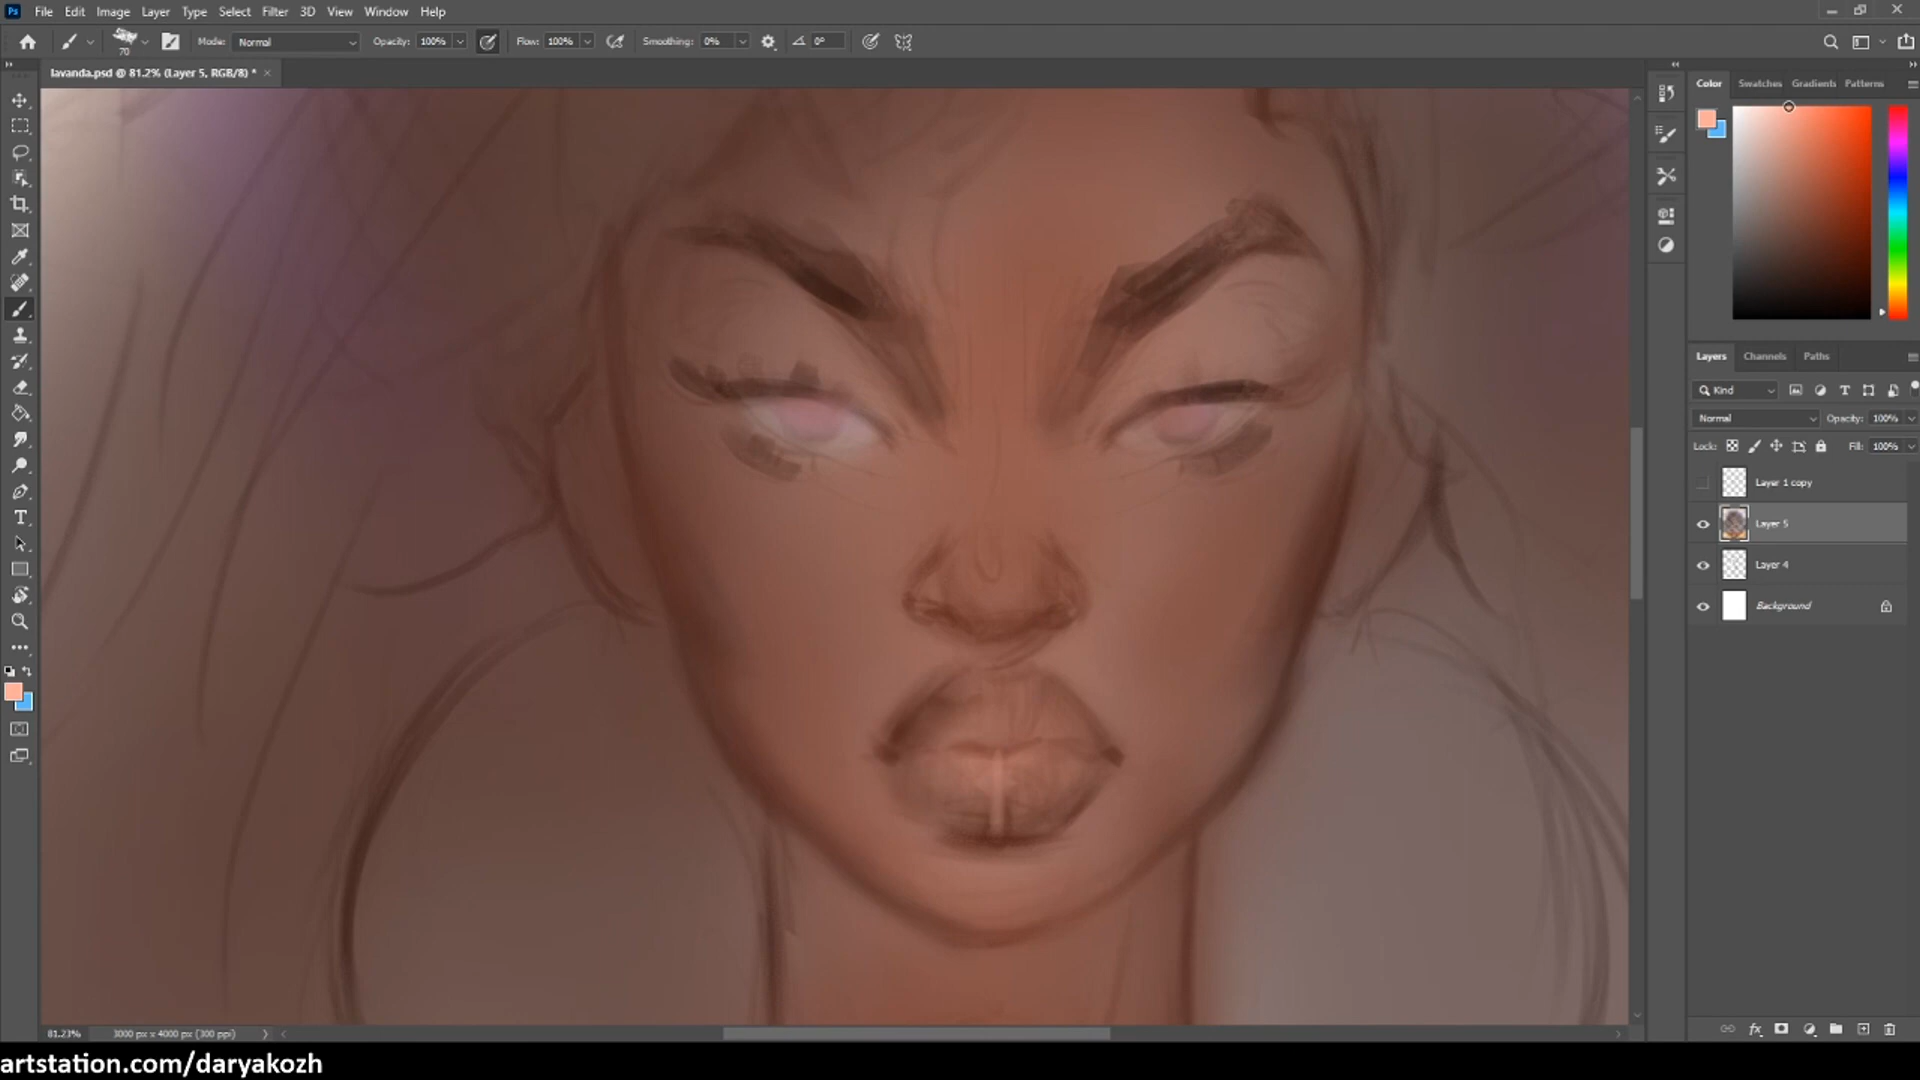 Ps File Edit Image Layer Type Select Filter 3D View Window Help
70 Mode: Normal Opacity: 100% Flow: 100% Smoothing: 0% 0°
lavanda.psd @ 81.2% (Layer 5, RGB/8) * ×
Color Swatches Gradients Patterns
Layers Channels Paths
Kind
Normal Opacity: 100%
Lock: Fill: 100%
Layer 1 copy
Layer 5
Layer 4
Background
81.23% 3000 px x 4000 px (300 ppi)
artstation.com/daryakozh